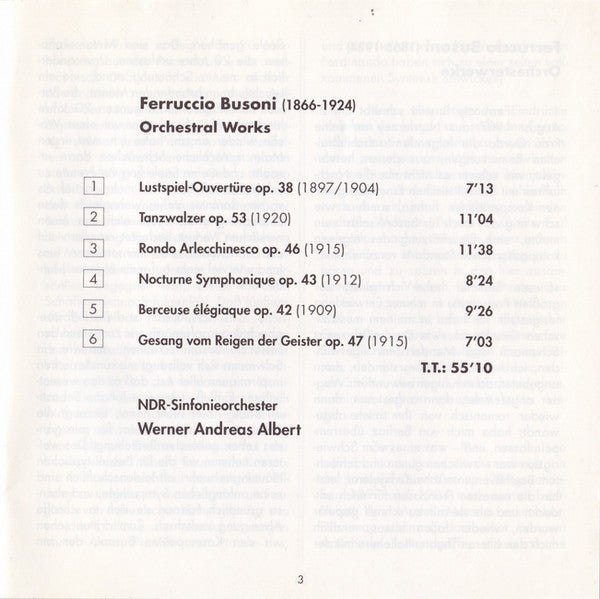 Ferruccio Busoni (1866-1924)
Orchestral Works
1 Lustspiel-Ouvertüre op. 38 (1897/1904) 7’13
2 Tanzwalzer op. 53 (1920) 11’04
3 Rondo Arlecchinesco op. 46 (1915) 11’38
4 Nocturne Symphonique op. 43 (1912) 8’24
5 Berceuse élégiaque op. 42 (1909) 9’26
6 Gesang vom Reigen der Geister op. 47 (1915) 7’03
T.T.: 55’10
NDR-Sinfonieorchester
Werner Andreas Albert
3